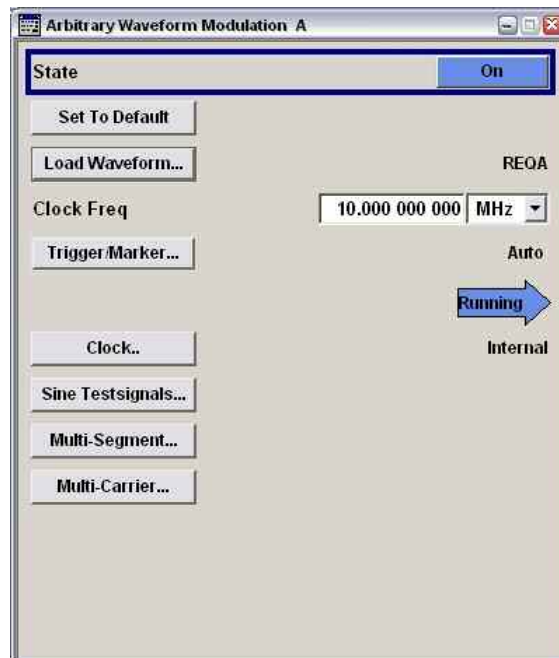 Arbitrary Waveform Modulation A
State On
Set To Default
Load Waveform... REQA
Clock Freq 10.000 000 000 MHz
Trigger/Marker... Auto
Running
Clock.. Internal
Sine Testsignals...
Multi-Segment...
Multi-Carrier...